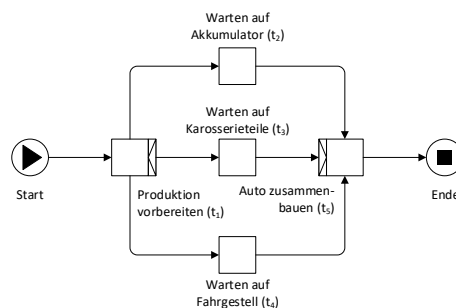 Warten auf
Akkumulator (t₂)
Warten auf
Karosserieteile (t₃)
Start
Produktion
vorbereiten (t₁)
Auto zusammen-
bauen (t₅)
Ende
Warten auf
Fahrgestell (t₄)